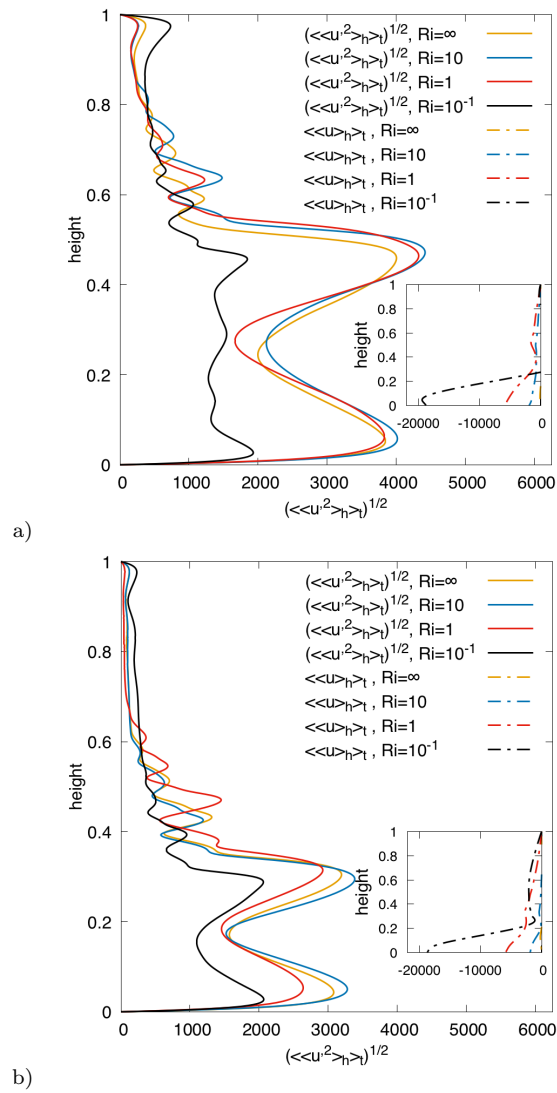 (<<u'²>h>t)^1/2, Ri=∞
(<<u'²>h>t)^1/2, Ri=10
(<<u'²>h>t)^1/2, Ri=1
(<<u'²>h>t)^1/2, Ri=10^-1
<<u>h>t , Ri=∞
<<u>h>t , Ri=10
<<u>h>t , Ri=1
<<u>h>t , Ri=10^-1
1
0.8
0.6
0.4
0.2
0
height
0 1000 2000 3000 4000 5000 6000
(<<u'²>h>t)^1/2
height
1
0.8
0.6
0.4
0.2
0
-20000 -10000 0
a)
(<<u'²>h>t)^1/2, Ri=∞
(<<u'²>h>t)^1/2, Ri=10
(<<u'²>h>t)^1/2, Ri=1
(<<u'²>h>t)^1/2, Ri=10^-1
<<u>h>t , Ri=∞
<<u>h>t , Ri=10
<<u>h>t , Ri=1
<<u>h>t , Ri=10^-1
1
0.8
0.6
0.4
0.2
0
height
0 1000 2000 3000 4000 5000 6000
(<<u'²>h>t)^1/2
height
1
0.8
0.6
0.4
0.2
0
-20000 -10000 0
b)